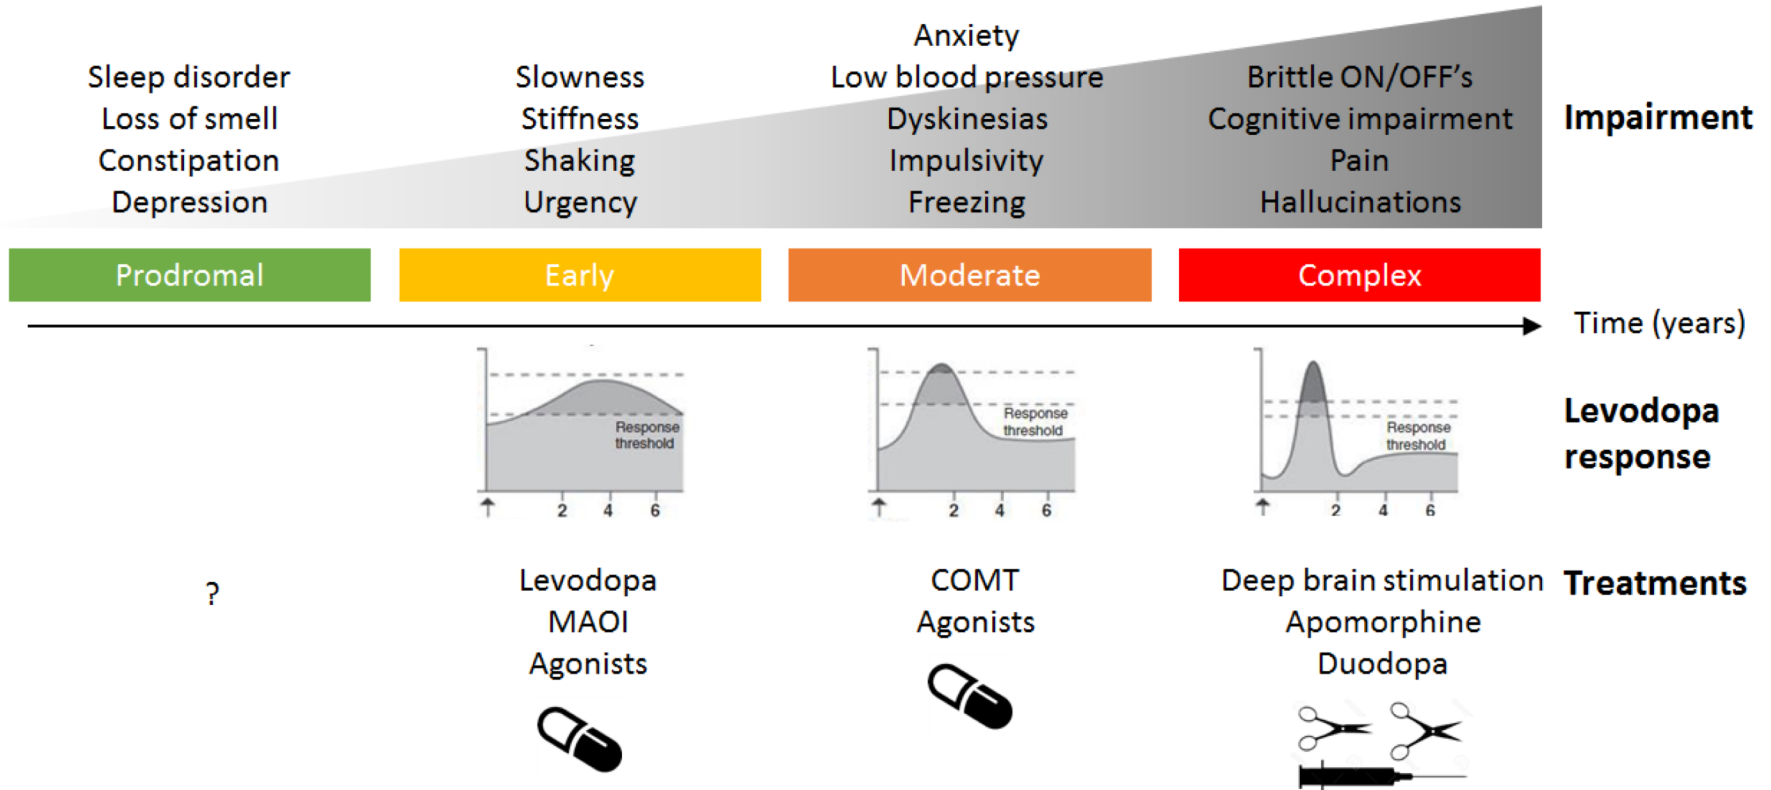 Sleep disorder
Loss of smell
Constipation
Depression
Slowness
Stiffness
Shaking
Urgency
Anxiety
Low blood pressure
Dyskinesias
Impulsivity
Freezing
Brittle ON/OFF's
Cognitive impairment
Pain
Hallucinations
Impairment
Prodromal
Early
Moderate
Complex
Time (years)
Response
threshold
2 4 6
Response
threshold
2 4 6
Response
threshold
2 4 6
Levodopa
response
?
Levodopa
MAOI
Agonists
COMT
Agonists
Deep brain stimulation
Apomorphine
Duodopa
Treatments